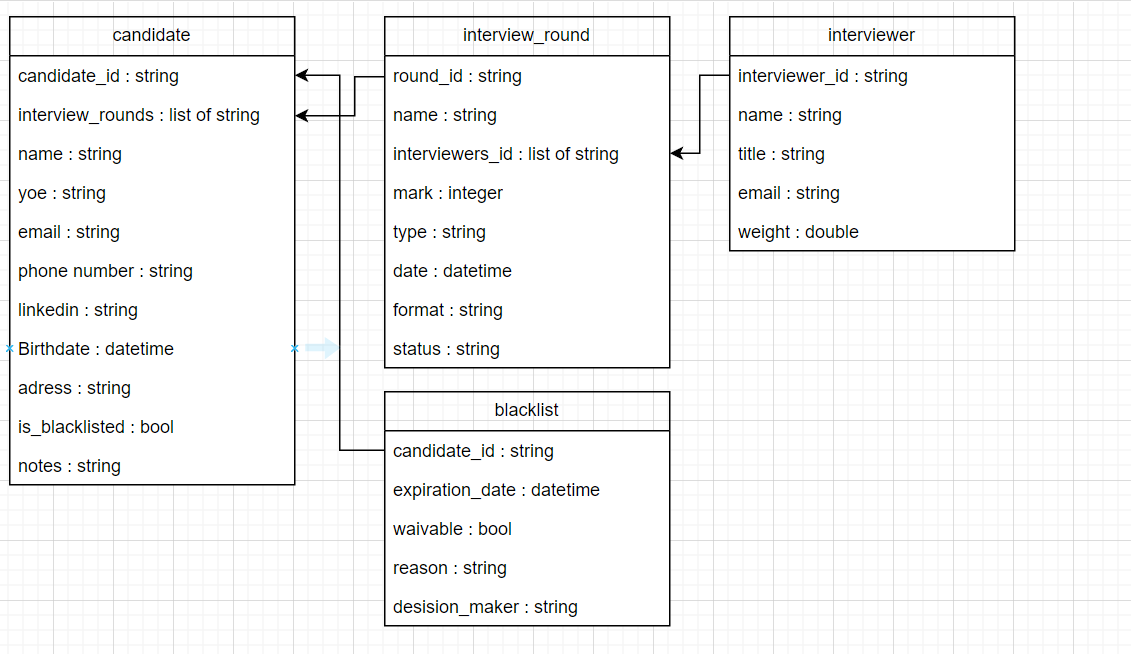 candidate
candidate_id : string
interview_rounds : list of string
name : string
yoe : string
email : string
phone number : string
linkedin : string
Birthdate : datetime
adress : string
is_blacklisted : bool
notes : string
interview_round
round_id : string
name : string
interviewers_id : list of string
mark : integer
type : string
date : datetime
format : string
status : string
interviewer
interviewer_id : string
name : string
title : string
email : string
weight : double
blacklist
candidate_id : string
expiration_date : datetime
waivable : bool
reason : string
desision_maker : string